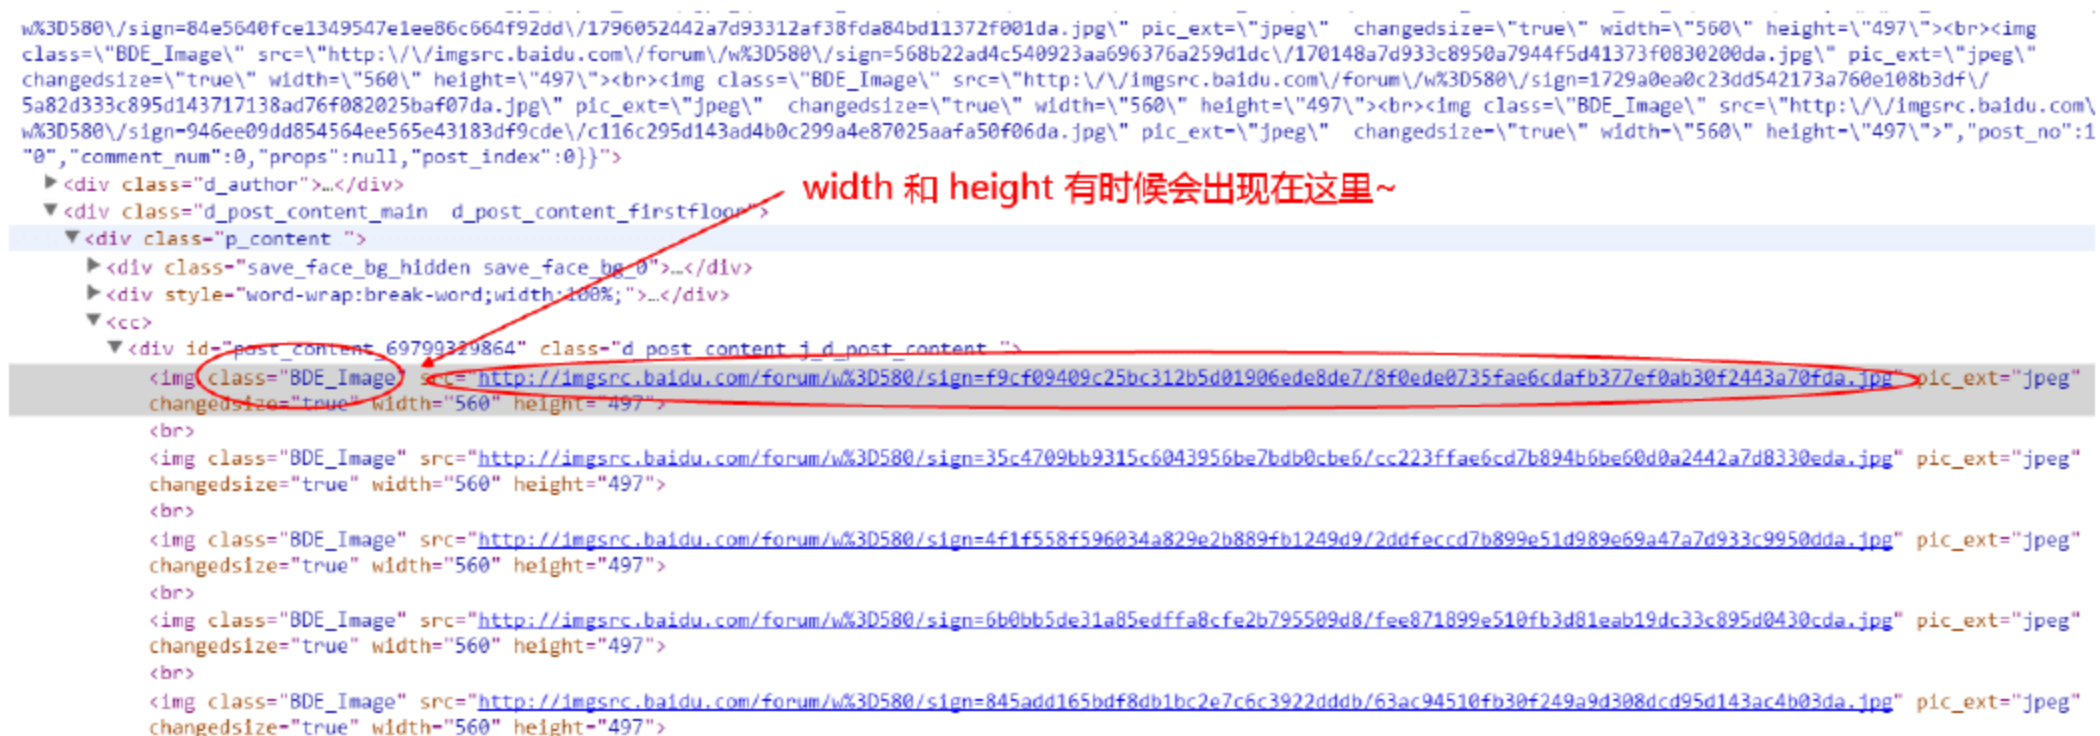 w%3D580\/sign=84e5640fce1349547e1ee86c664f92dd\/1796052442a7d93312af38fda84bd11372f001da.jpg\" pic_ext=\"jpeg\"  changedsize=\"true\" width=\"560\" height=\"497\"><br><img
class=\"BDE_Image\" src=\"http:\/\/imgsrc.baidu.com\/forum\/w%3D580\/sign=568b22ad4c540923aa696376a259d1dc\/170148a7d933c8950a7944f5d41373f0830200da.jpg\" pic_ext=\"jpeg\"
changedsize=\"true\" width=\"560\" height=\"497\"><br><img class=\"BDE_Image\" src=\"http:\/\/imgsrc.baidu.com\/forum\/w%3D580\/sign=1729a0ea0c23dd542173a760e108b3df\/
5a82d333c895d143717138ad76f082025baf07da.jpg\" pic_ext=\"jpeg\"  changedsize=\"true\" width=\"560\" height=\"497\"><br><img class=\"BDE_Image\" src=\"http:\/\/imgsrc.baidu.com\
w%3D580\/sign=946ee09dd854564ee565e43183df9cde\/c116c295d143ad4b0c299a4e87025aafa50f06da.jpg\" pic_ext=\"jpeg\"  changedsize=\"true\" width=\"560\" height=\"497\">","post_no":1
"0","comment_num":0,"props":null,"post_index":0}}">
<div class="d_author">…</div>
width 和 height 有时候会出现在这里~
<div class="d_post_content_main  d_post_content_firstfloor">
<div class="p_content ">
<div class="save_face_bg_hidden save_face_bg_0">…</div>
<div style="word-wrap:break-word;width:100%;">…</div>
<cc>
<div id="post_content_69799329864" class="d_post_content j_d_post_content ">
<img class="BDE_Image" src="http://imgsrc.baidu.com/forum/w%3D580/sign=f9cf09409c25bc312b5d01906ede8de7/8f0ede0735fae6cdafb377ef0ab30f2443a70fda.jpg" pic_ext="jpeg"
changedsize="true" width="560" height="497">
<br>
<img class="BDE_Image" src="http://imgsrc.baidu.com/forum/w%3D580/sign=35c4709bb9315c6043956be7bdb0cbe6/cc223ffae6cd7b894b6be60d0a2442a7d8330eda.jpg" pic_ext="jpeg"
changedsize="true" width="560" height="497">
<br>
<img class="BDE_Image" src="http://imgsrc.baidu.com/forum/w%3D580/sign=4f1f558f596034a829e2b889fb1249d9/2ddfeccd7b899e51d989e69a47a7d933c9950dda.jpg" pic_ext="jpeg"
changedsize="true" width="560" height="497">
<br>
<img class="BDE_Image" src="http://imgsrc.baidu.com/forum/w%3D580/sign=6b0bb5de31a85edffa8cfe2b795509d8/fee871899e510fb3d81eab19dc33c895d0430cda.jpg" pic_ext="jpeg"
changedsize="true" width="560" height="497">
<br>
<img class="BDE_Image" src="http://imgsrc.baidu.com/forum/w%3D580/sign=845add165bdf8db1bc2e7c6c3922dddb/63ac94510fb30f249a9d308dcd95d143ac4b03da.jpg" pic_ext="jpeg"
changedsize="true" width="560" height="497">